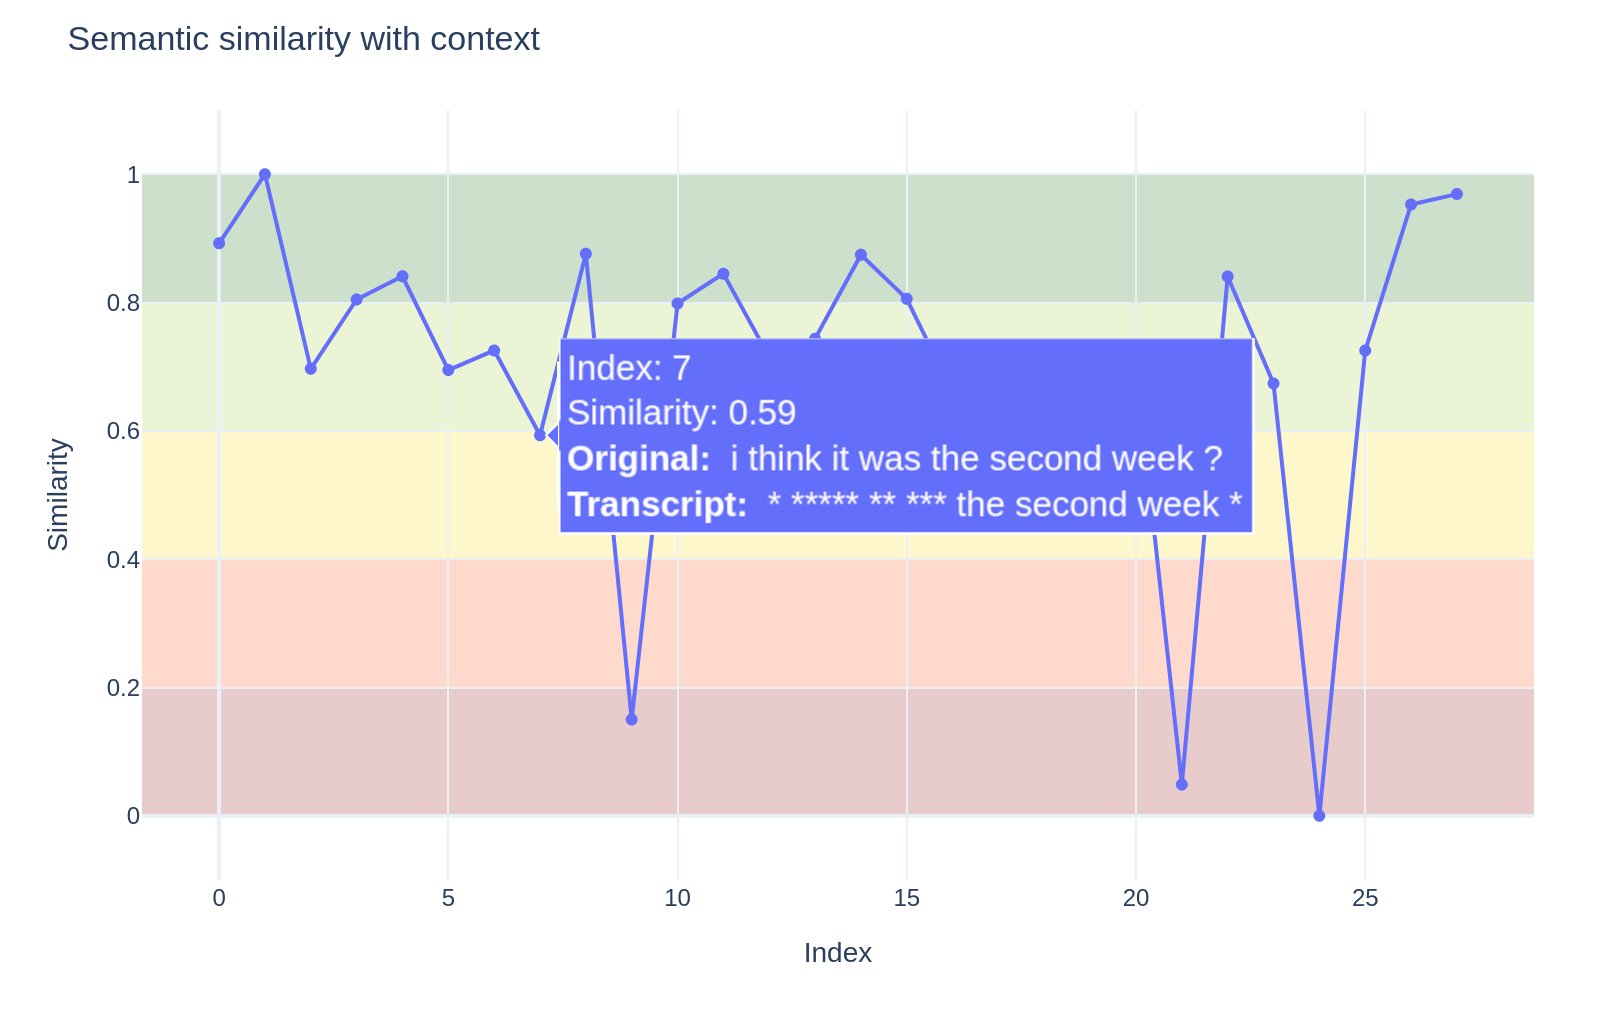 Semantic similarity with context
1
0.8
0.6
0.4
0.2
0
Similarity
Index: 7
Similarity: 0.59
Original: i think it was the second week ?
Transcript: * ***** ** *** the second week *
0 5 10 15 20 25
Index